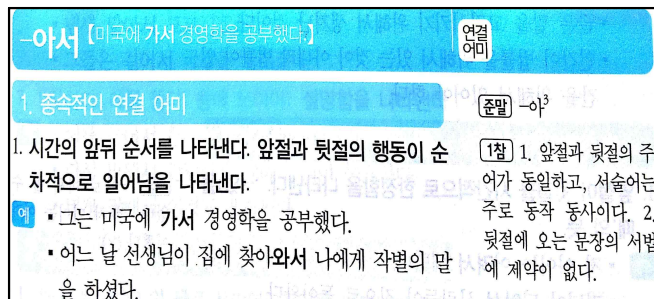 -아서【미국에 가서 경영학을 공부했다.】
연결
어미
1. 종속적인 연결 어미
1. 시간의 앞뒤 순서를 나타낸다. 앞절과 뒷절의 행동이 순
차적으로 일어남을 나타낸다.
예 ▪그는 미국에 가서 경영학을 공부했다.
▪어느 날 선생님이 집에 찾아와서 나에게 작별의 말
을 하셨다.
준말 -아³
1참 1. 앞절과 뒷절의 주
어가 동일하고, 서술어는
주로 동작 동사이다. 2.
뒷절에 오는 문장의 서법
에 제약이 없다.